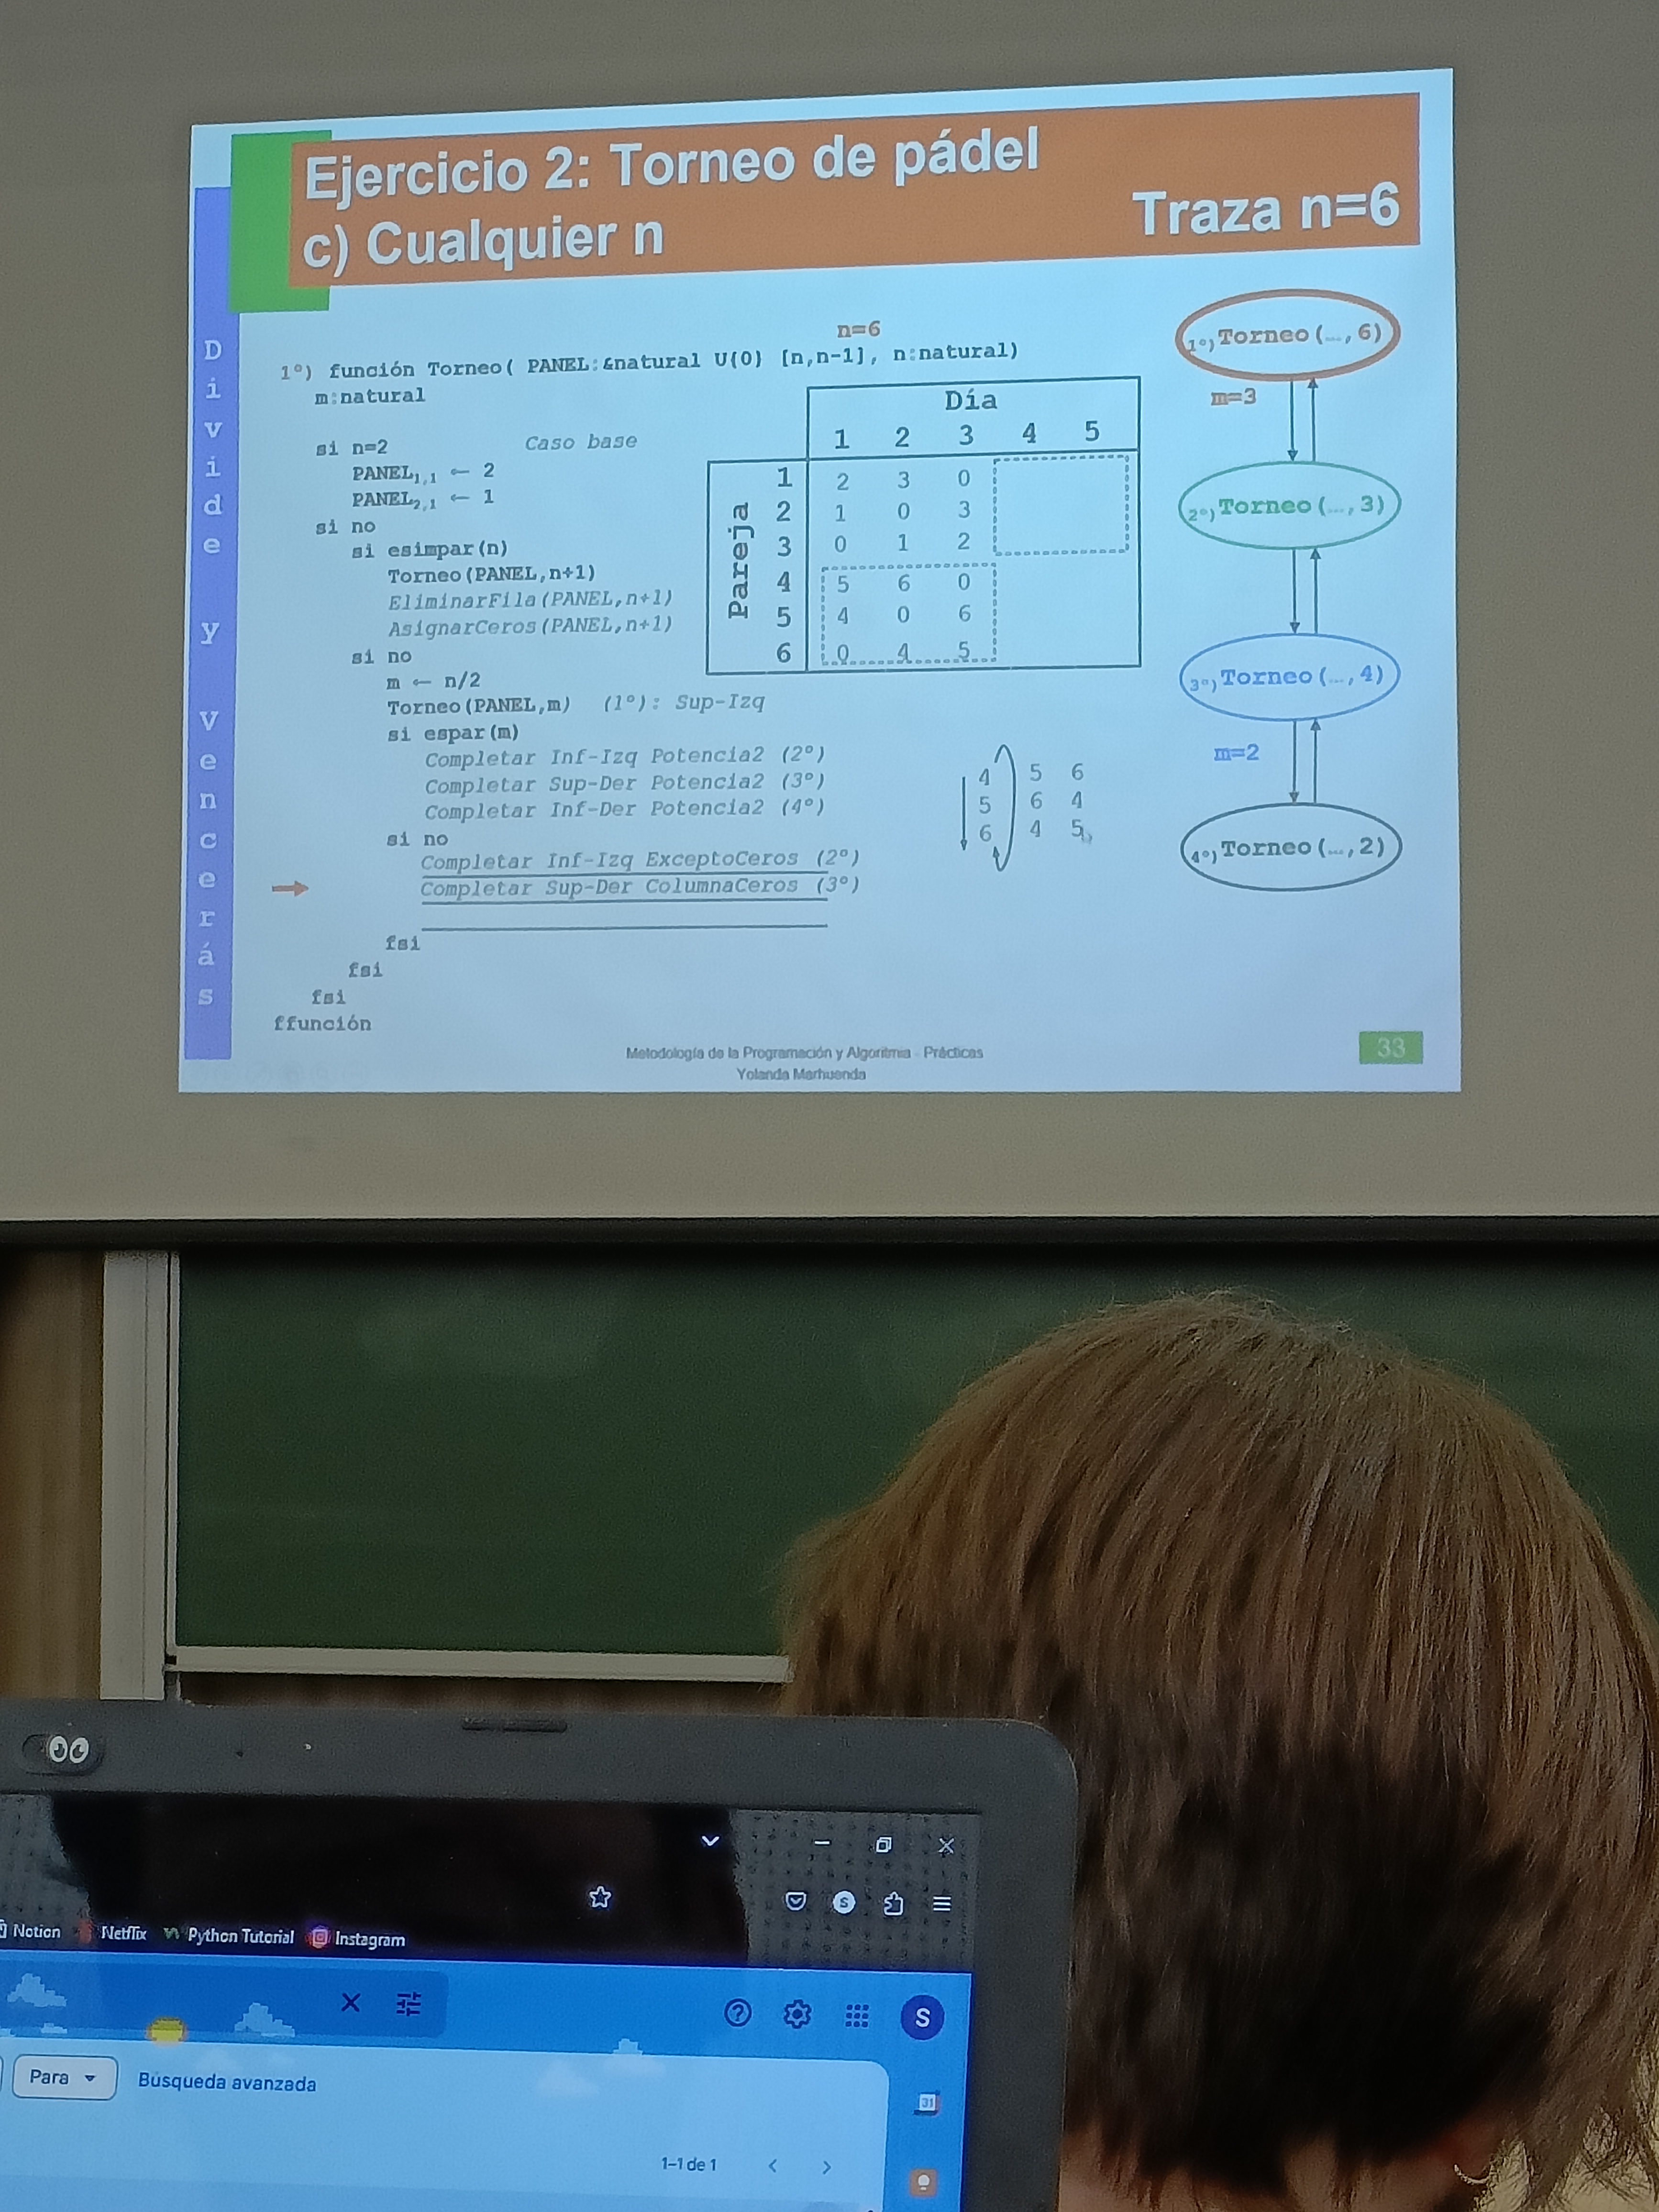 Ejercicio 2: Torneo de pádel
c) Cualquier n
Traza n=6
Divide y Vencerás
n=6
1º) función Torneo( PANEL:&natural U{0} [n,n-1], n:natural)
m:natural
si n=2 Caso base
PANEL1,1 ← 2
PANEL2,1 ← 1
si no
si esimpar(n)
Torneo(PANEL,n+1)
EliminarFila(PANEL,n+1)
AsignarCeros(PANEL,n+1)
si no
m ← n/2
Torneo(PANEL,m) (1º): Sup-Izq
si espar(m)
Completar Inf-Izq Potencia2 (2º)
Completar Sup-Der Potencia2 (3º)
Completar Inf-Der Potencia2 (4º)
si no
Completar Inf-Izq ExceptoCeros (2º)
Completar Sup-Der ColumnaCeros (3º)
fsi
fsi
fsi
ffunción
Día
1 2 3 4 5
Pareja
1 2 3 0
2 1 0 3
3 0 1 2
4 5 6 0
5 4 0 6
6 0 4 5
4 5 6
5 6 4
6 4 5
1º) Torneo(…,6)
m=3
2º) Torneo(…,3)
3º) Torneo(…,4)
m=2
4º) Torneo(…,2)
Metodología de la Programación y Algoritmia - Prácticas
Yolanda Marhuenda
33
S
Notion Netflix Python Tutorial Instagram
S
Para Búsqueda avanzada
31
1–1 de 1